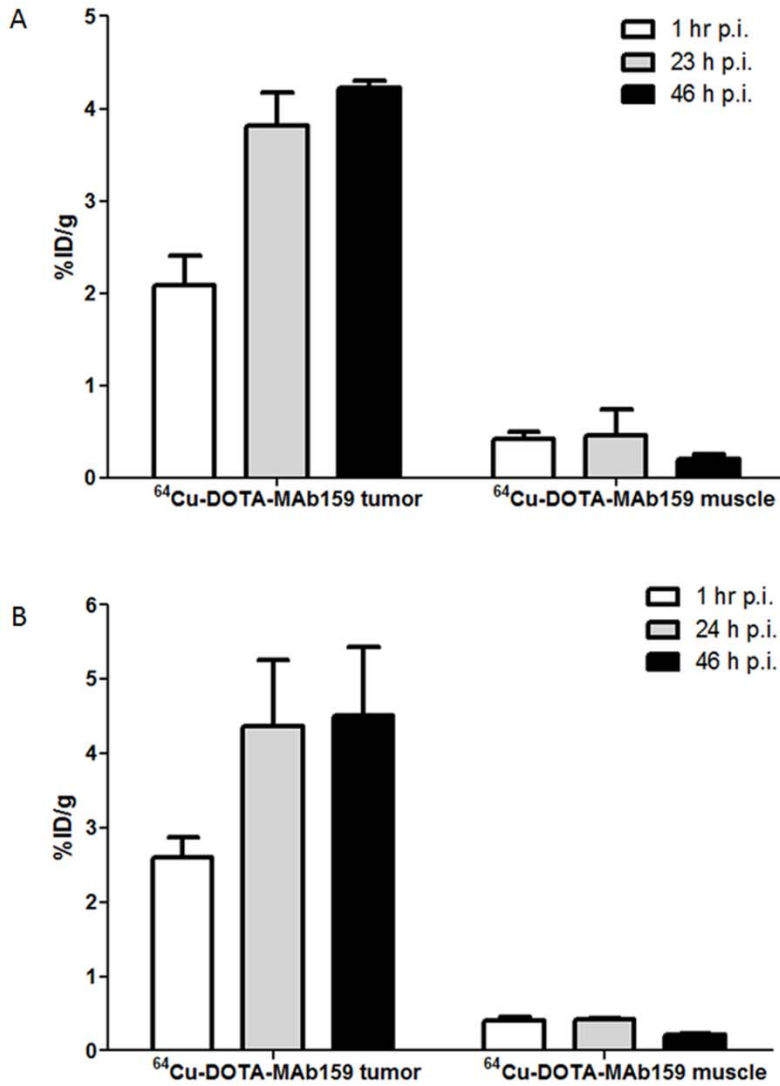 A
5
4
3
2
1
0
%ID/g
1 hr p.i.
23 h p.i.
46 h p.i.
⁶⁴Cu-DOTA-MAb159 tumor
⁶⁴Cu-DOTA-MAb159 muscle
B
6
5
4
3
2
1
0
%ID/g
1 hr p.i.
24 h p.i.
46 h p.i.
⁶⁴Cu-DOTA-MAb159 tumor
⁶⁴Cu-DOTA-MAb159 muscle